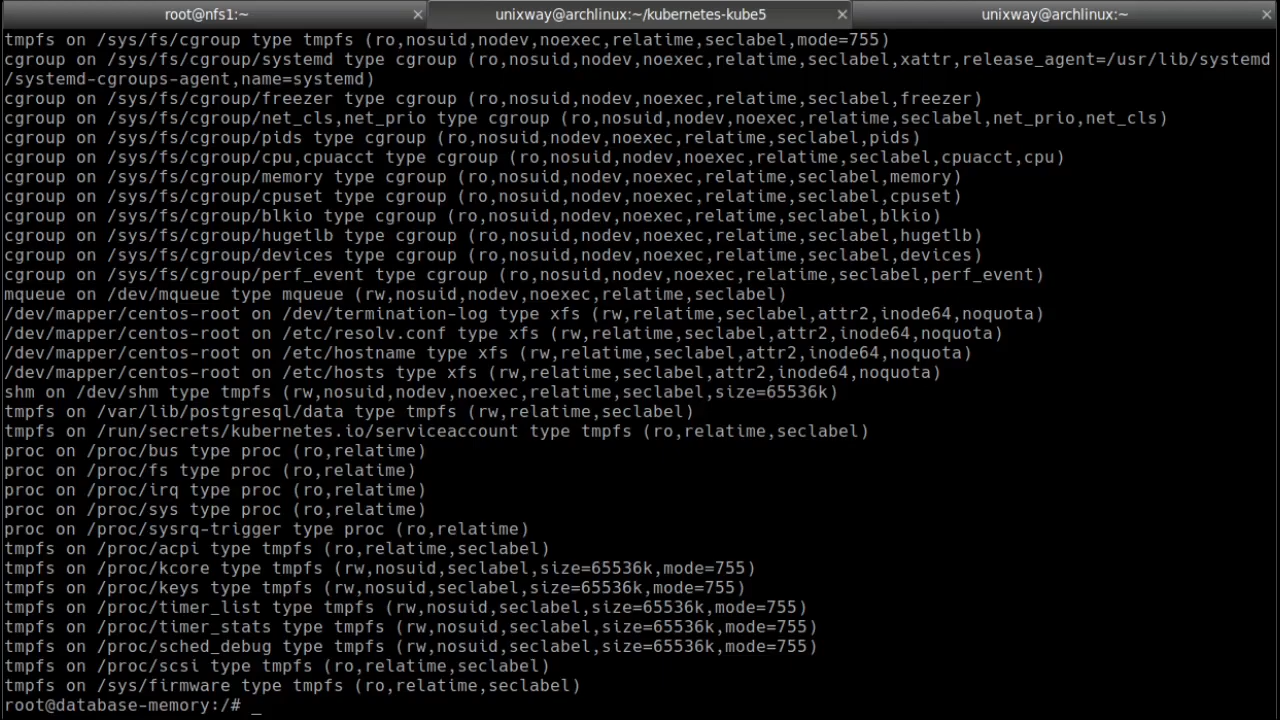 root@nfs1:~ × unixway@archlinux:~/kubernetes-kube5 × unixway@archlinux:~ ×
tmpfs on /sys/fs/cgroup type tmpfs (ro,nosuid,nodev,noexec,relatime,seclabel,mode=755)
cgroup on /sys/fs/cgroup/systemd type cgroup (ro,nosuid,nodev,noexec,relatime,seclabel,xattr,release_agent=/usr/lib/systemd
/systemd-cgroups-agent,name=systemd)
cgroup on /sys/fs/cgroup/freezer type cgroup (ro,nosuid,nodev,noexec,relatime,seclabel,freezer)
cgroup on /sys/fs/cgroup/net_cls,net_prio type cgroup (ro,nosuid,nodev,noexec,relatime,seclabel,net_prio,net_cls)
cgroup on /sys/fs/cgroup/pids type cgroup (ro,nosuid,nodev,noexec,relatime,seclabel,pids)
cgroup on /sys/fs/cgroup/cpu,cpuacct type cgroup (ro,nosuid,nodev,noexec,relatime,seclabel,cpuacct,cpu)
cgroup on /sys/fs/cgroup/memory type cgroup (ro,nosuid,nodev,noexec,relatime,seclabel,memory)
cgroup on /sys/fs/cgroup/cpuset type cgroup (ro,nosuid,nodev,noexec,relatime,seclabel,cpuset)
cgroup on /sys/fs/cgroup/blkio type cgroup (ro,nosuid,nodev,noexec,relatime,seclabel,blkio)
cgroup on /sys/fs/cgroup/hugetlb type cgroup (ro,nosuid,nodev,noexec,relatime,seclabel,hugetlb)
cgroup on /sys/fs/cgroup/devices type cgroup (ro,nosuid,nodev,noexec,relatime,seclabel,devices)
cgroup on /sys/fs/cgroup/perf_event type cgroup (ro,nosuid,nodev,noexec,relatime,seclabel,perf_event)
mqueue on /dev/mqueue type mqueue (rw,nosuid,nodev,noexec,relatime,seclabel)
/dev/mapper/centos-root on /dev/termination-log type xfs (rw,relatime,seclabel,attr2,inode64,noquota)
/dev/mapper/centos-root on /etc/resolv.conf type xfs (rw,relatime,seclabel,attr2,inode64,noquota)
/dev/mapper/centos-root on /etc/hostname type xfs (rw,relatime,seclabel,attr2,inode64,noquota)
/dev/mapper/centos-root on /etc/hosts type xfs (rw,relatime,seclabel,attr2,inode64,noquota)
shm on /dev/shm type tmpfs (rw,nosuid,nodev,noexec,relatime,seclabel,size=65536k)
tmpfs on /var/lib/postgresql/data type tmpfs (rw,relatime,seclabel)
tmpfs on /run/secrets/kubernetes.io/serviceaccount type tmpfs (ro,relatime,seclabel)
proc on /proc/bus type proc (ro,relatime)
proc on /proc/fs type proc (ro,relatime)
proc on /proc/irq type proc (ro,relatime)
proc on /proc/sys type proc (ro,relatime)
proc on /proc/sysrq-trigger type proc (ro,relatime)
tmpfs on /proc/acpi type tmpfs (ro,relatime,seclabel)
tmpfs on /proc/kcore type tmpfs (rw,nosuid,seclabel,size=65536k,mode=755)
tmpfs on /proc/keys type tmpfs (rw,nosuid,seclabel,size=65536k,mode=755)
tmpfs on /proc/timer_list type tmpfs (rw,nosuid,seclabel,size=65536k,mode=755)
tmpfs on /proc/timer_stats type tmpfs (rw,nosuid,seclabel,size=65536k,mode=755)
tmpfs on /proc/sched_debug type tmpfs (rw,nosuid,seclabel,size=65536k,mode=755)
tmpfs on /proc/scsi type tmpfs (ro,relatime,seclabel)
tmpfs on /sys/firmware type tmpfs (ro,relatime,seclabel)
root@database-memory:/# _